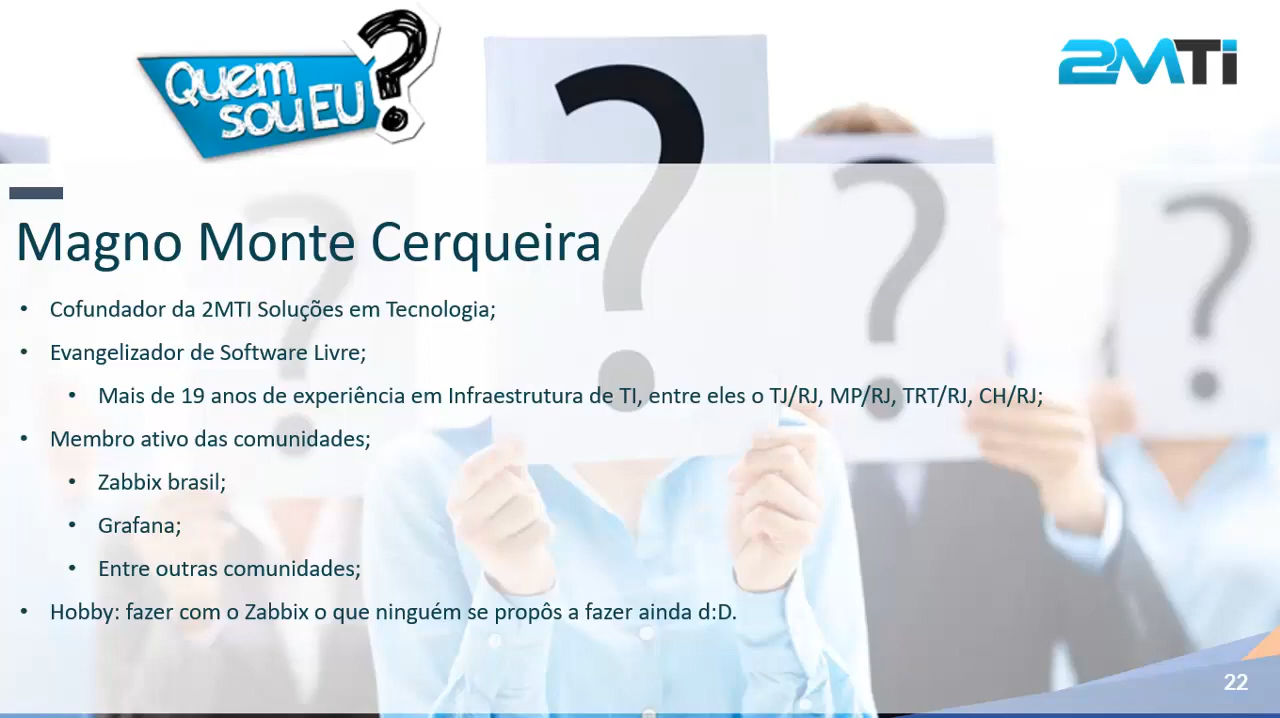 Quem
sou EU ?
2MTI
?
?
?
?
Magno Monte Cerqueira
• Cofundador da 2MTI Soluções em Tecnologia;
• Evangelizador de Software Livre;
• Mais de 19 anos de experiência em Infraestrutura de TI, entre eles o TJ/RJ, MP/RJ, TRT/RJ, CH/RJ;
• Membro ativo das comunidades;
• Zabbix brasil;
• Grafana;
• Entre outras comunidades;
• Hobby: fazer com o Zabbix o que ninguém se propôs a fazer ainda d:D.
22